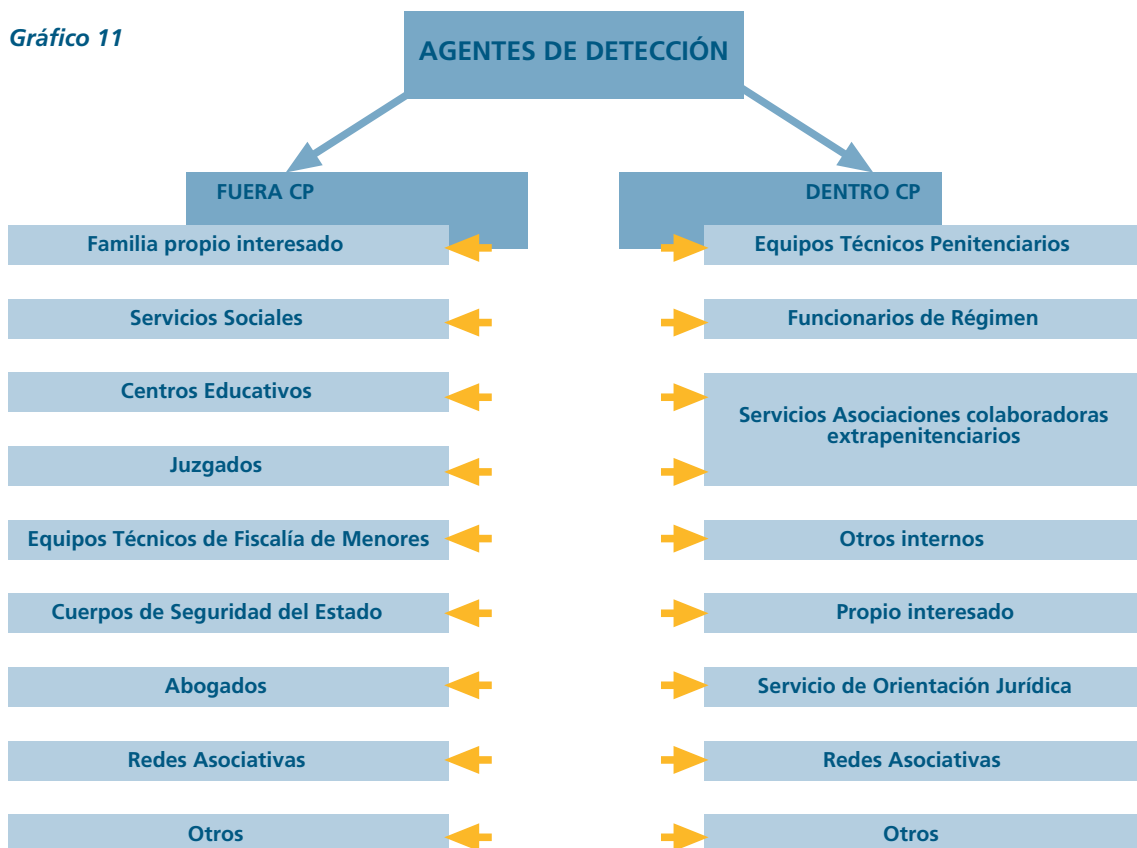 Gráfico 11
AGENTES DE DETECCIÓN
FUERA CP
Familia propio interesado
Servicios Sociales
Centros Educativos
Juzgados
Equipos Técnicos de Fiscalía de Menores
Cuerpos de Seguridad del Estado
Abogados
Redes Asociativas
Otros
DENTRO CP
Equipos Técnicos Penitenciarios
Funcionarios de Régimen
Servicios Asociaciones colaboradoras
extrapenitenciarios
Otros internos
Propio interesado
Servicio de Orientación Jurídica
Redes Asociativas
Otros